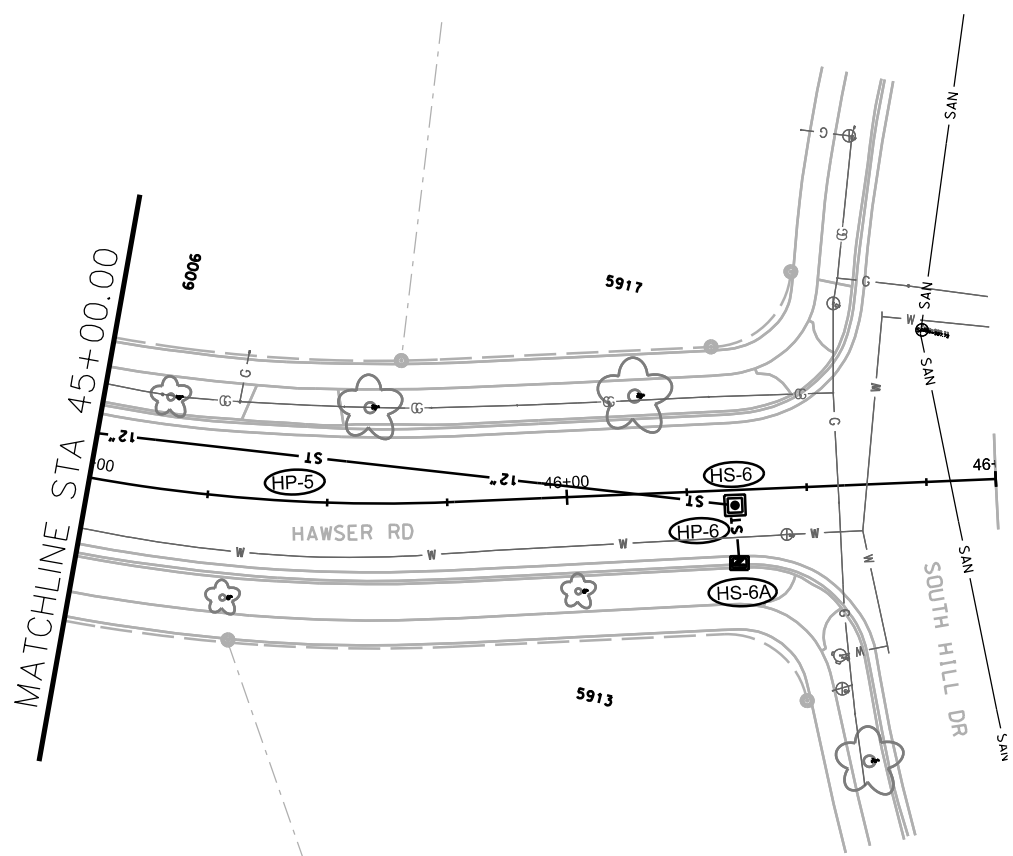 SAN
G
G
6006
5917
G
SAN
W
MATCHLINE STA 45+00.00
G
SAN
W
G
G
G
G
G
12"
ST
00
HP-5
12"
46+00
HS-6
46
ST
HAWSER RD
HP-6
ST
W
W
W
W
W
SAN
HS-6A
SOUTH HILL DR
G
W
5913
SAN